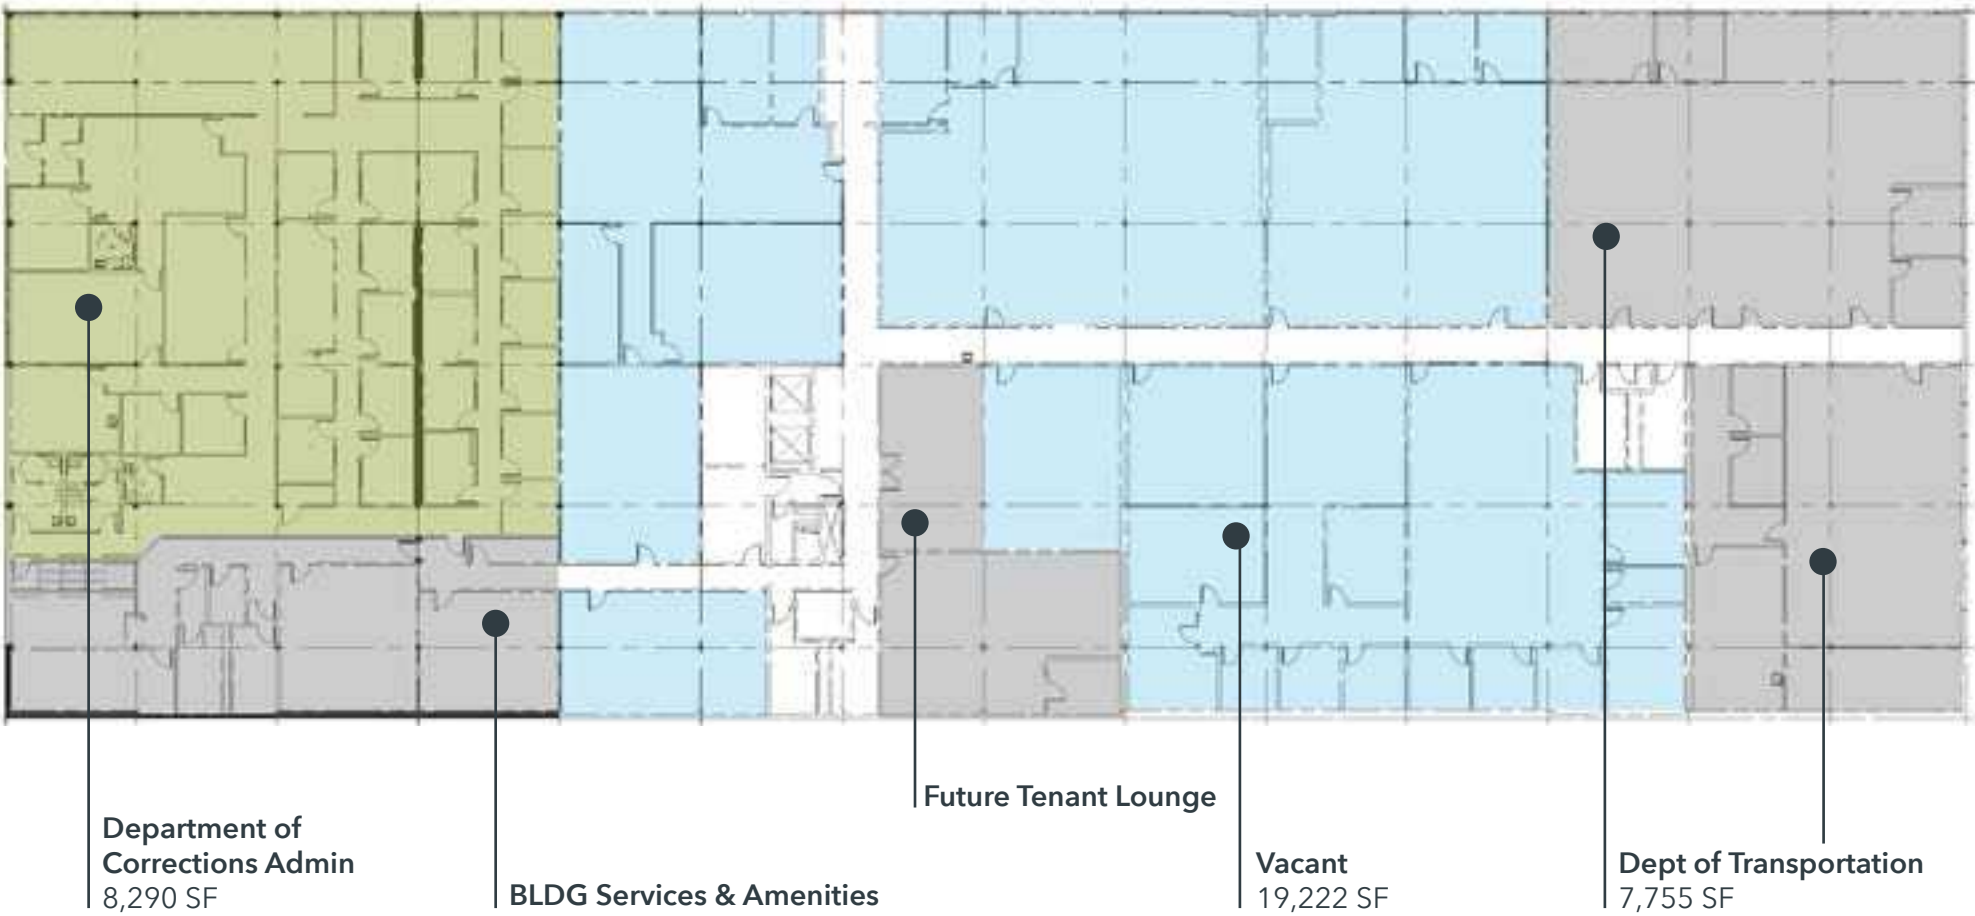 Future Tenant Lounge
Department of
Corrections Admin
8,290 SF
BLDG Services & Amenities
Vacant
19,222 SF
Dept of Transportation
7,755 SF